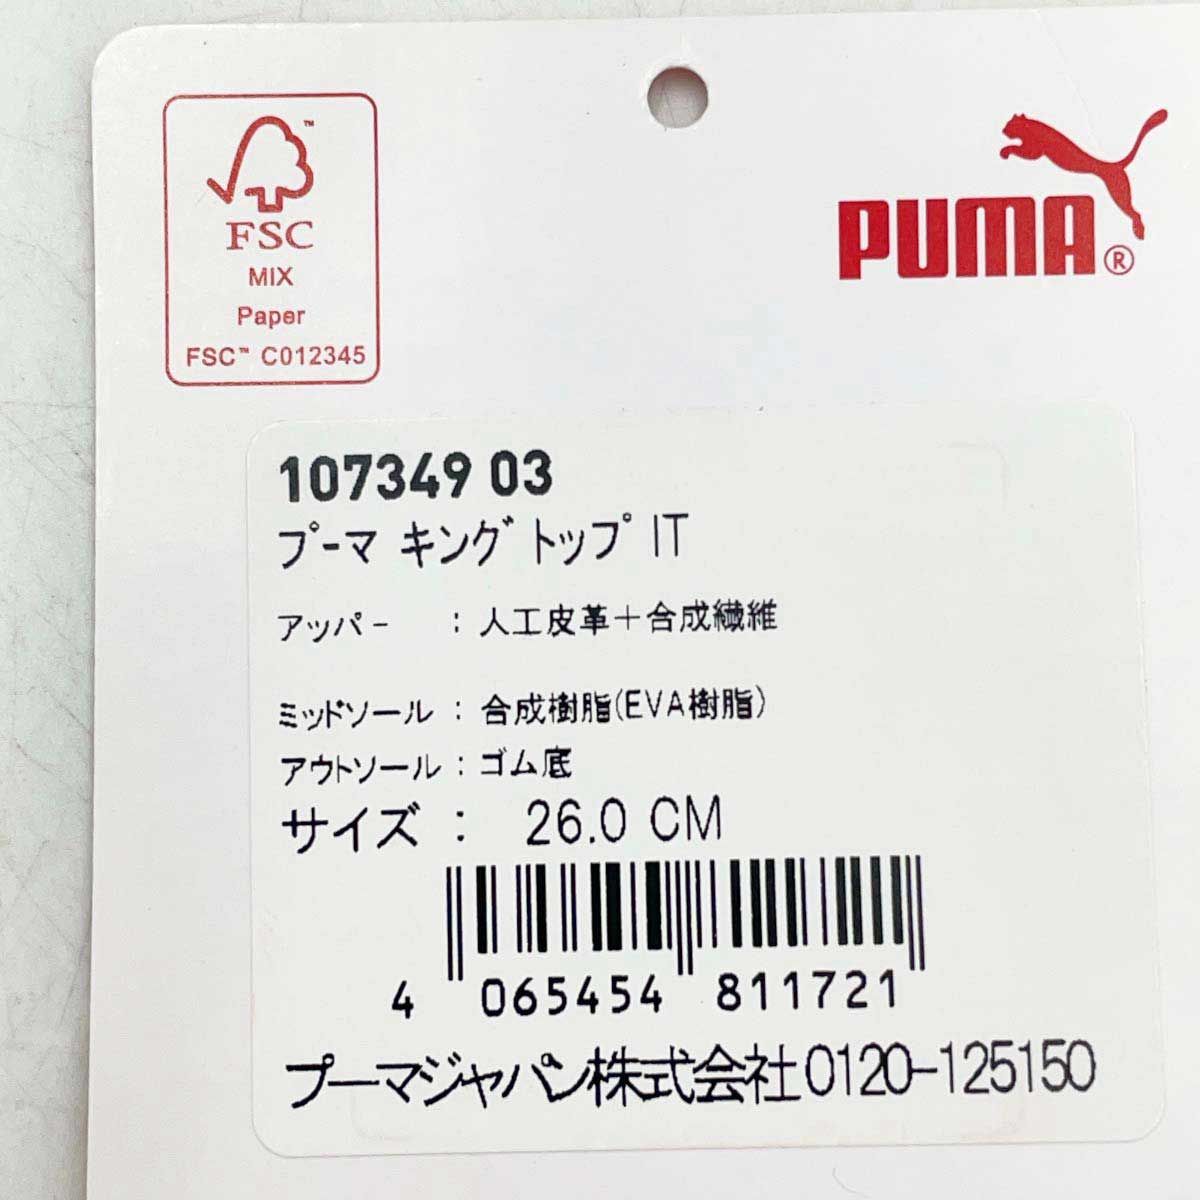 FSC
MIX
Paper
FSC™ C012345
PUMA®
107349 03
プーマ キング トップ IT
アッパー : 人工皮革+合成繊維
ミッドソール : 合成樹脂(EVA樹脂)
アウトソール : ゴム底
サイズ : 26.0 CM
4 065454 811721
プーマジャパン株式会社0120-125150